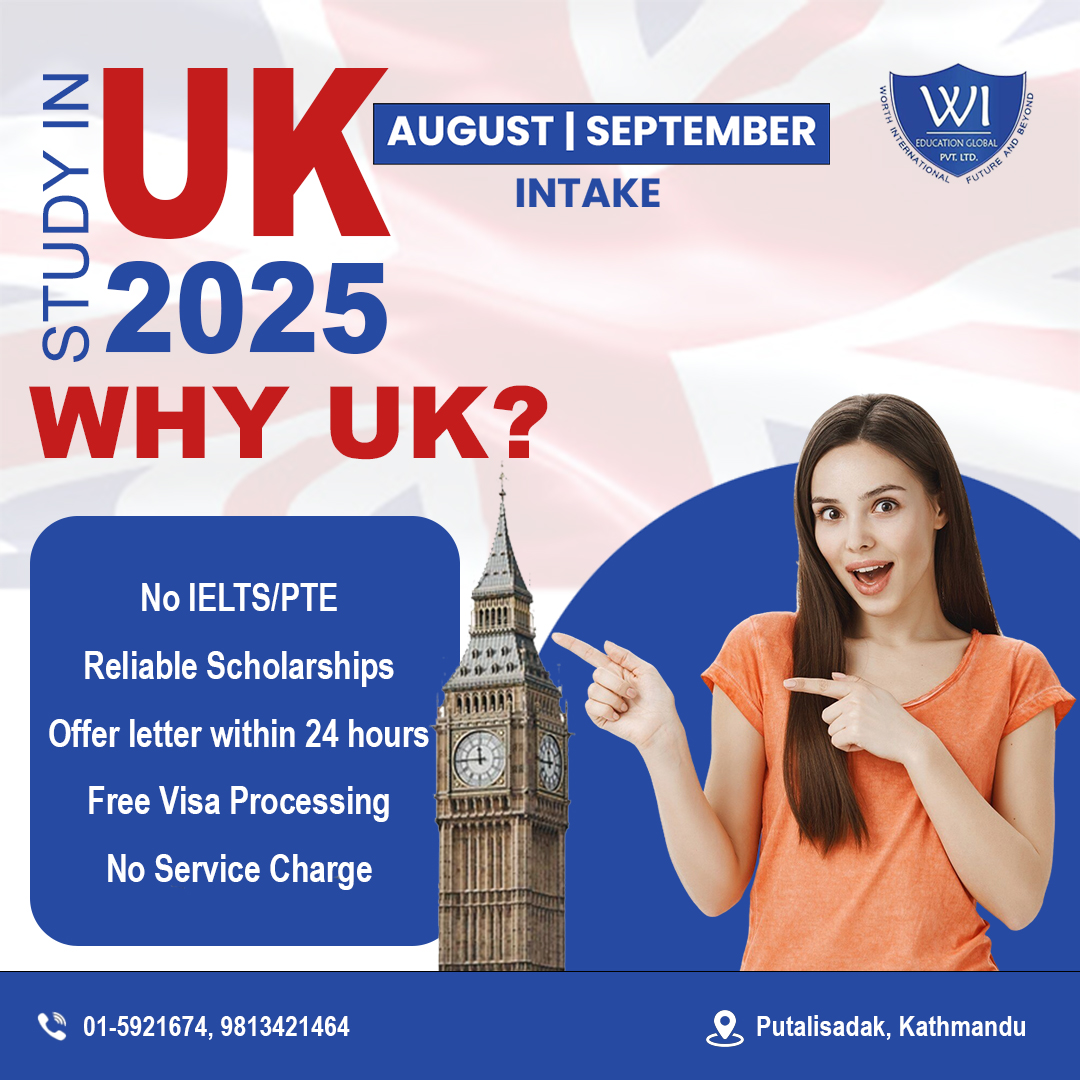 STUDY IN
UK
2025
AUGUST | SEPTEMBER
INTAKE
WI
EDUCATION GLOBAL
PVT. LTD.
WORTH INTERNATIONAL FUTURE AND BEYOND
WHY UK?
No IELTS/PTE
Reliable Scholarships
Offer letter within 24 hours
Free Visa Processing
No Service Charge
01-5921674, 9813421464
Putalisadak, Kathmandu